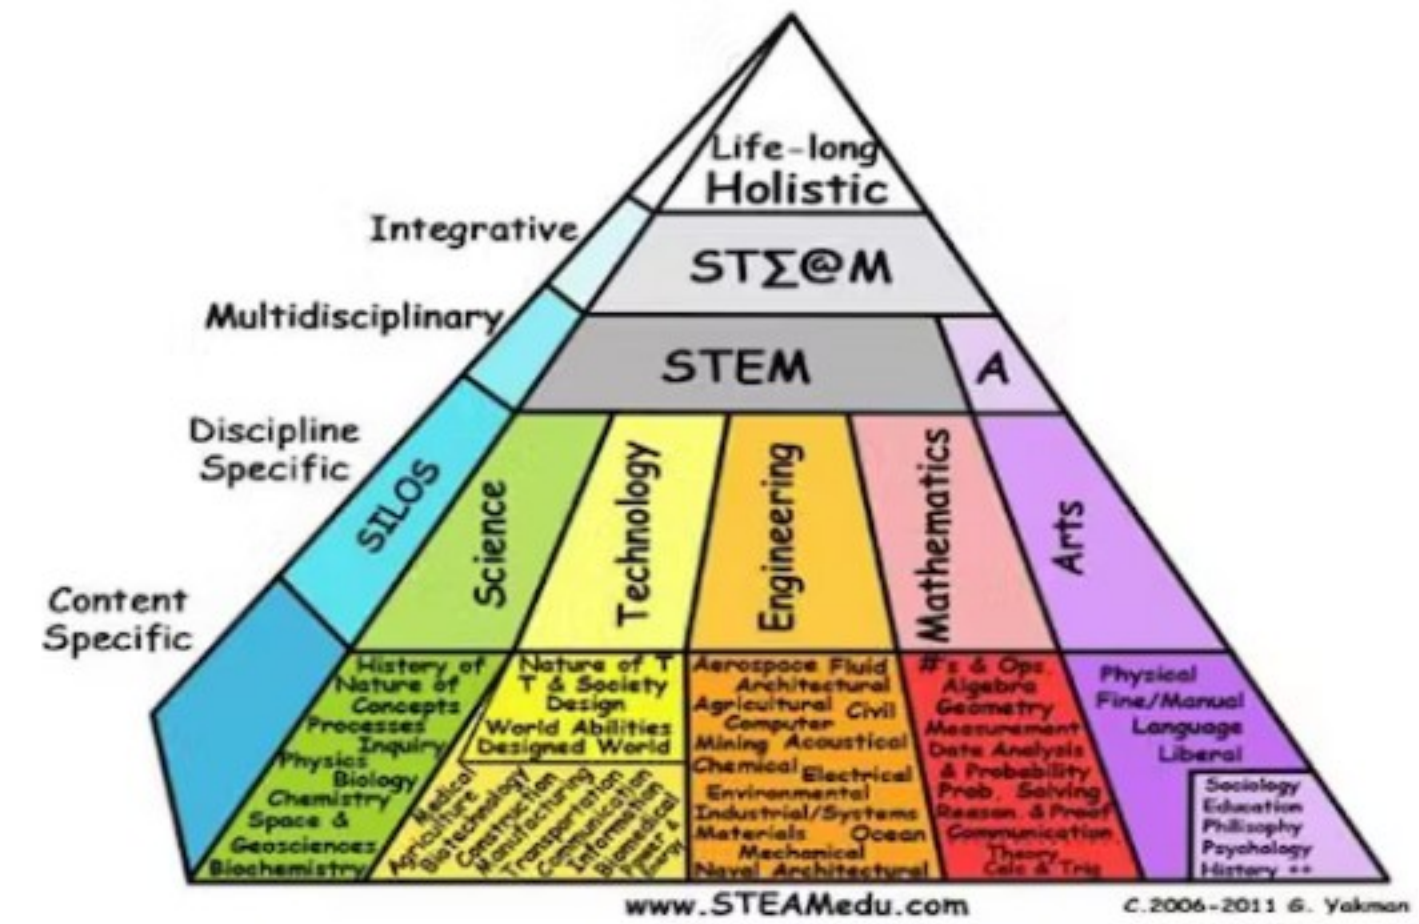 Life-long
Holistic
Integrative
STΣ@M
Multidisciplinary
STEM
A
Discipline
Specific
SILOS
Science
Technology
Engineering
Mathematics
Arts
Content
Specific
History of
Nature of
Concepts
Processes
Inquiry
Physics
Biology
Chemistry
Space &
Geosciences
Biochemistry
Nature of T
T & Society
Design
World Abilities
Designed World
Medical
Agriculture
Biotechnology
Construction
Manufacturing
Transportation
Communication
Information
Biomedical
Power &
Energy
Aerospace Fluid
Architectural
Agricultural Civil
Computer
Mining Acoustical
Chemical Electrical
Environmental
Industrial/Systems
Materials Ocean
Mechanical
Naval Architectural
#'s & Ops.
Algebra
Geometry
Measurement
Data Analysis
& Probability
Prob. Solving
Reason. & Proof
Communication
Theory
Calc & Trig
Physical
Fine/Manual
Language
Liberal
Sociology
Education
Philisophy
Psychology
History ++
www.STEAMedu.com
C.2006-2011 G. Yakman